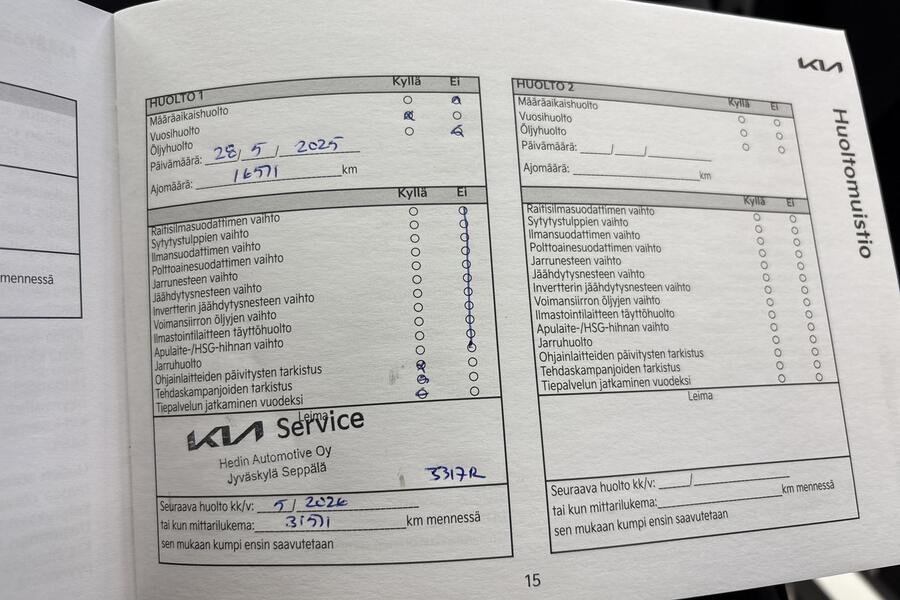 KIA
Huoltomuistio
HUOLTO 1 Kyllä Ei
Määräaikaishuolto
Vuosihuolto
Öljyhuolto
Päivämäärä: 28 / 5 / 2025
Ajomäärä: 16571 km
Kyllä Ei
Raitisilmasuodattimen vaihto
Sytytystulppien vaihto
Ilmansuodattimen vaihto
Polttoainesuodattimen vaihto
Jarrunesteen vaihto
Jäähdytysnesteen vaihto
Invertterin jäähdytysnesteen vaihto
Voimansiirron öljyjen vaihto
Ilmastointilaitteen täyttöhuolto
Apulaite-/HSG-hihnan vaihto
Jarruhuolto
Ohjainlaitteiden päivitysten tarkistus
Tehdaskampanjoiden tarkistus
Tiepalvelun jatkaminen vuodeksi
Leima
KIA Service
Hedin Automotive Oy
Jyväskylä Seppälä
Seuraava huolto kk/v: 5 / 2026
tai kun mittarilukema: 31571 km mennessä
sen mukaan kumpi ensin saavutetaan
HUOLTO 2 Kyllä Ei
Määräaikaishuolto
Vuosihuolto
Öljyhuolto
Päivämäärä: / /
Ajomäärä: km
Kyllä Ei
Raitisilmasuodattimen vaihto
Sytytystulppien vaihto
Ilmansuodattimen vaihto
Polttoainesuodattimen vaihto
Jarrunesteen vaihto
Jäähdytysnesteen vaihto
Invertterin jäähdytysnesteen vaihto
Voimansiirron öljyjen vaihto
Ilmastointilaitteen täyttöhuolto
Apulaite-/HSG-hihnan vaihto
Jarruhuolto
Ohjainlaitteiden päivitysten tarkistus
Tehdaskampanjoiden tarkistus
Tiepalvelun jatkaminen vuodeksi
Leima
Seuraava huolto kk/v: /
tai kun mittarilukema: km mennessä
sen mukaan kumpi ensin saavutetaan
mennessä
15